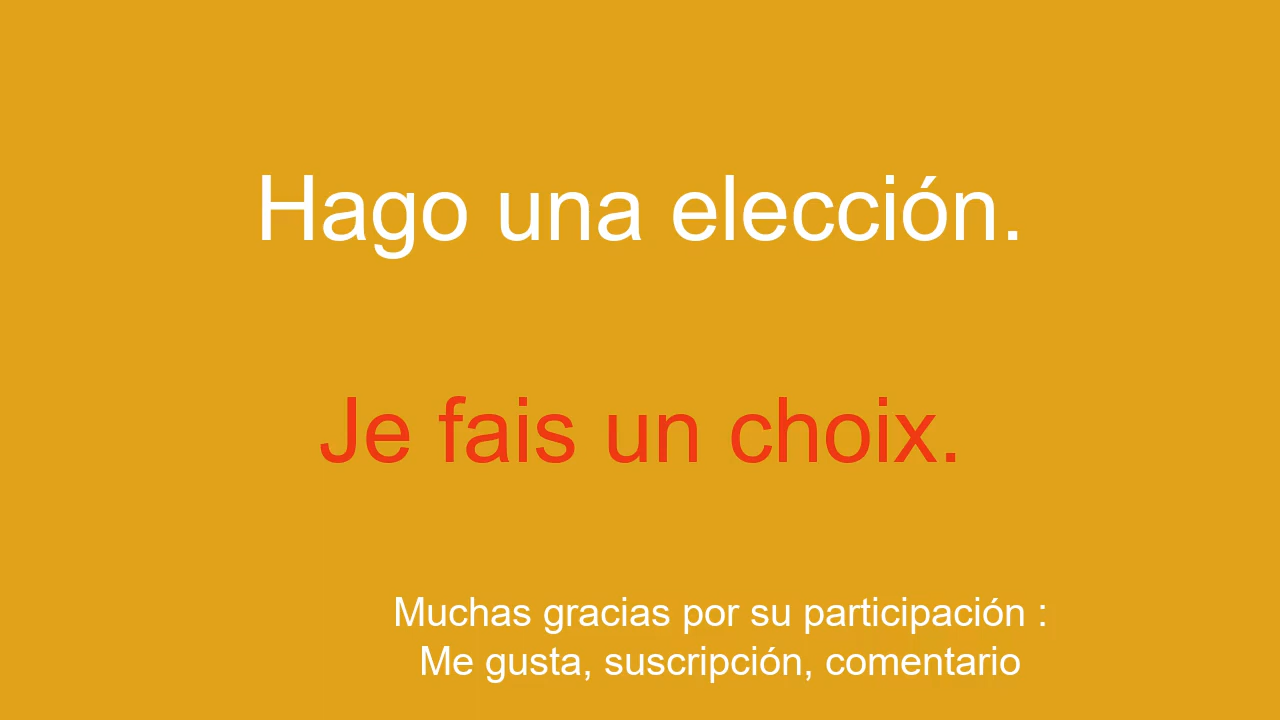 Hago una elección.
Je fais un choix.
Muchas gracias por su participación :
Me gusta, suscripción, comentario